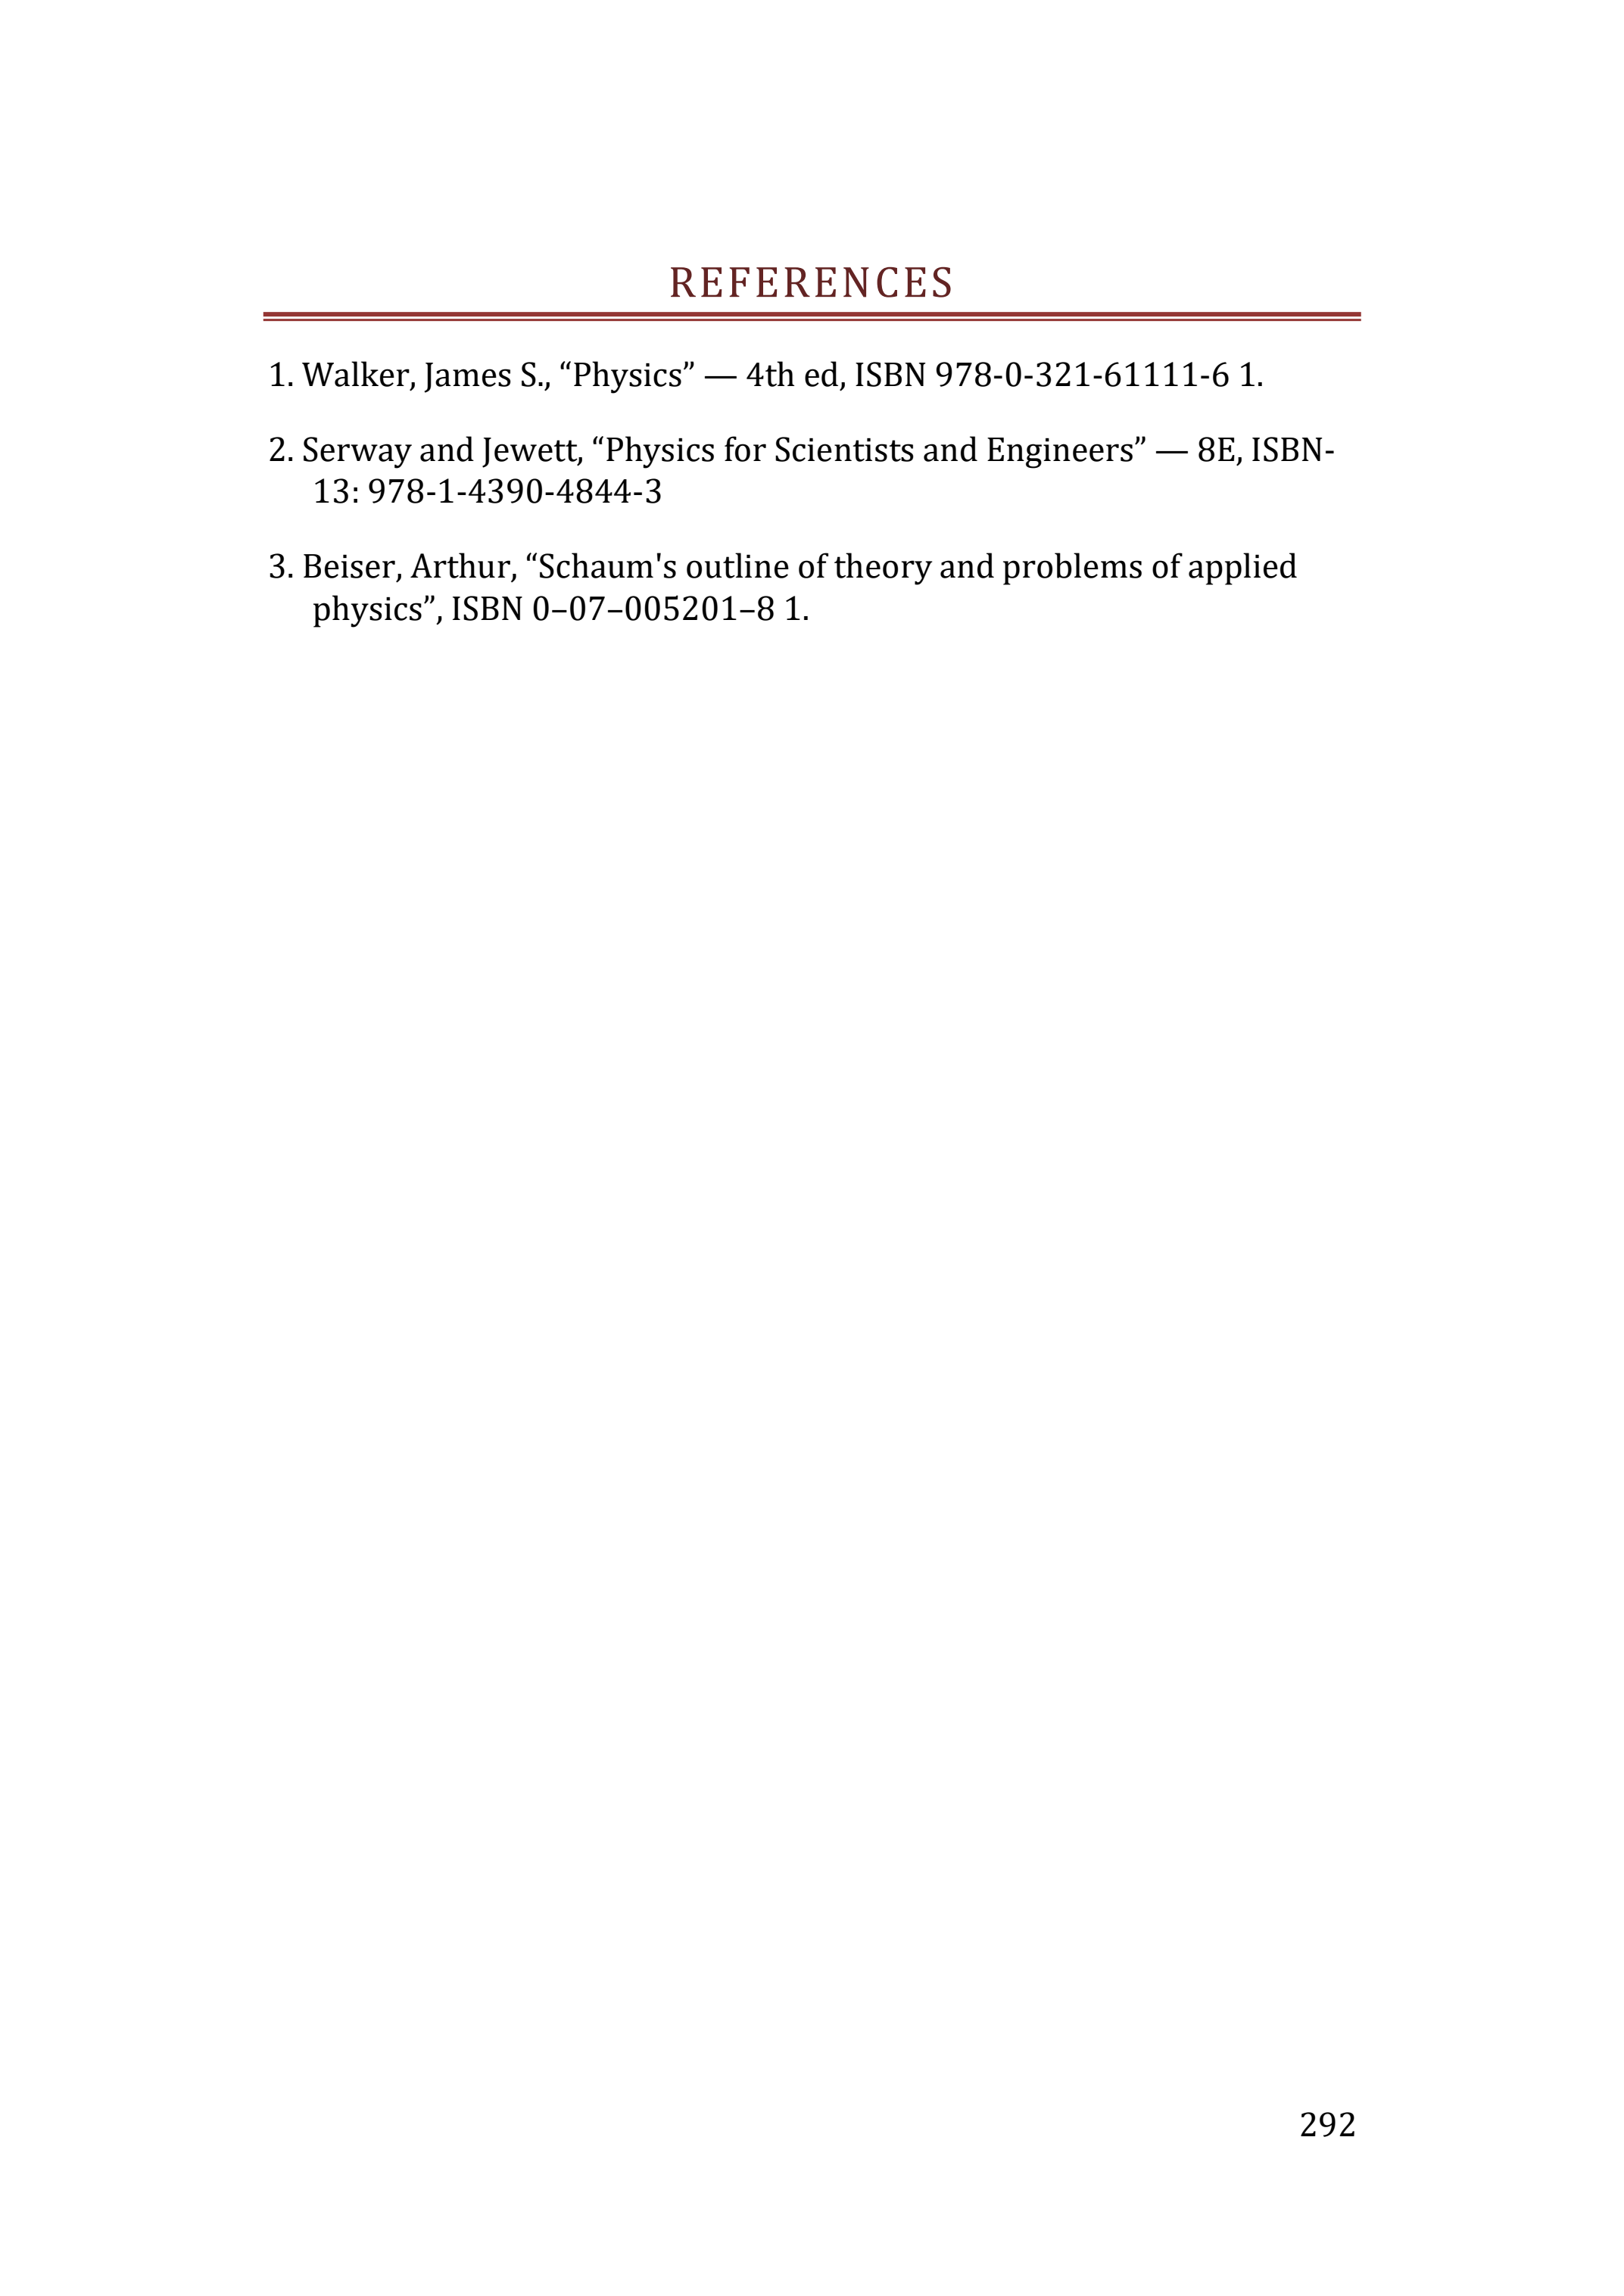 REFERENCES
1. Walker, James S., “Physics” — 4th ed, ISBN 978-0-321-61111-6 1.
2. Serway and Jewett, “Physics for Scientists and Engineers” — 8E, ISBN-
13: 978-1-4390-4844-3
3. Beiser, Arthur, “Schaum's outline of theory and problems of applied
physics”, ISBN 0–07–005201–8 1.
292